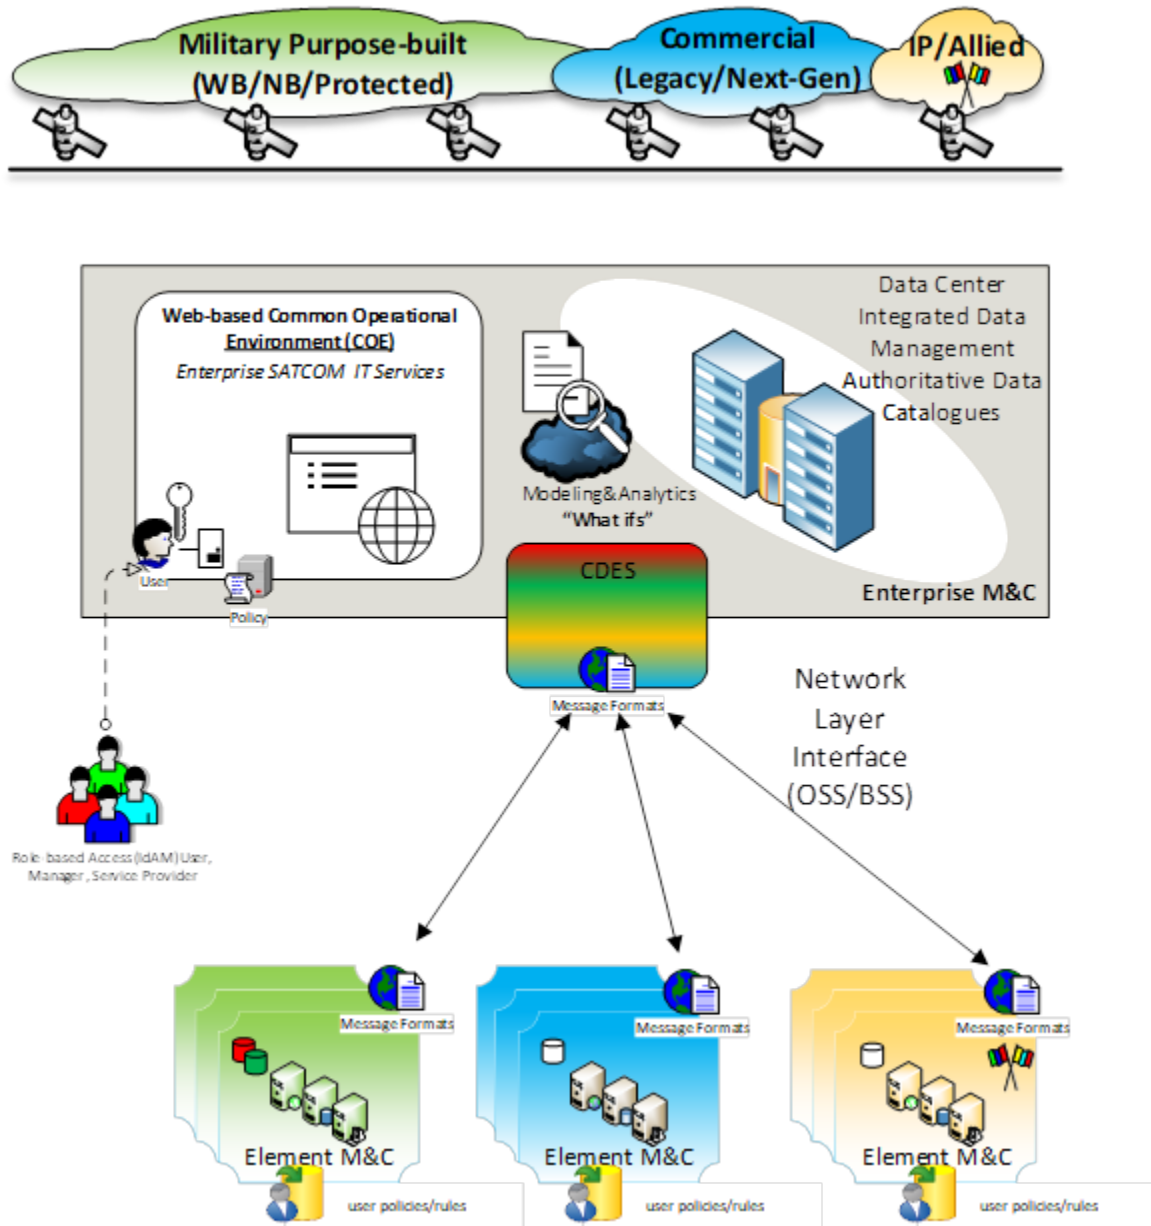 Military Purpose-built
(WB/NB/Protected)
Commercial
(Legacy/Next-Gen)
IP/Allied
Web-based Common Operational
Environment (COE)
Enterprise SATCOM IT Services
User
Policy
Modeling&Analytics
“What ifs”
Data Center
Integrated Data
Management
Authoritative Data
Catalogues
Enterprise M&C
CDES
Message Formats
Network
Layer
Interface
(OSS/BSS)
Role-based Access (IdAM) User,
Manager, Service Provider
Message Formats
Element M&C
user policies/rules
Message Formats
Element M&C
user policies/rules
Message Formats
Element M&C
user policies/rules